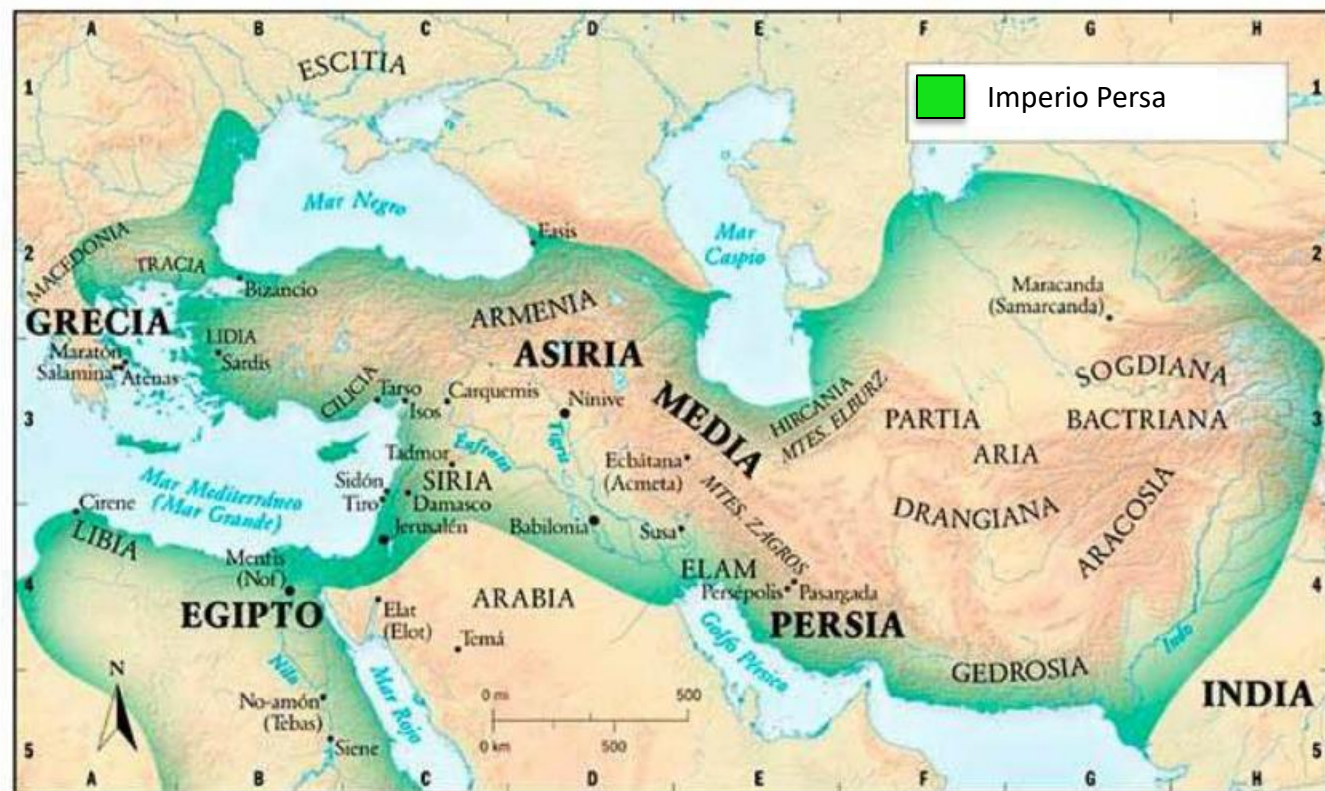 A B C D E F G H
ESCITIA
1 1
Imperio Persa
Mar Negro
Mar
Caspio
Easis
2 2
MACEDONIA
TRACIA
Bizancio
Maracanda
(Samarcanda)
GRECIA
ARMENIA
LIDIA
Sardis
ASIRIA
Maratón
Salamina
Atenas
SOGDIANA
CILICIA
Tarso
Isos
Carquemis
Nínive
MEDIA
HIRCANIA
MTES. ELBURZ
PARTIA
BACTRIANA
3 3
Éufrates
Tigris
Tadmor
SIRIA
Ecbátana
(Acmeta)
ARIA
Mar Mediterráneo
(Mar Grande)
Sidón
Tiro
Damasco
MTES. ZAGROS
DRANGIANA
ARACOSIA
Cirene
LIBIA
Jerusalén
Babilonia
Susa
Menfis
(Nof)
ELAM
Persépolis
Pasargada
4 4
EGIPTO
Elat
(Elot)
ARABIA
Temá
PERSIA
Golfo Pérsico
GEDROSIA
Indo
INDIA
N
Nilo
Mar Rojo
No-amón
(Tebas)
Siene
0 mi 500
0 km 500
5 5
A B C D E F G H